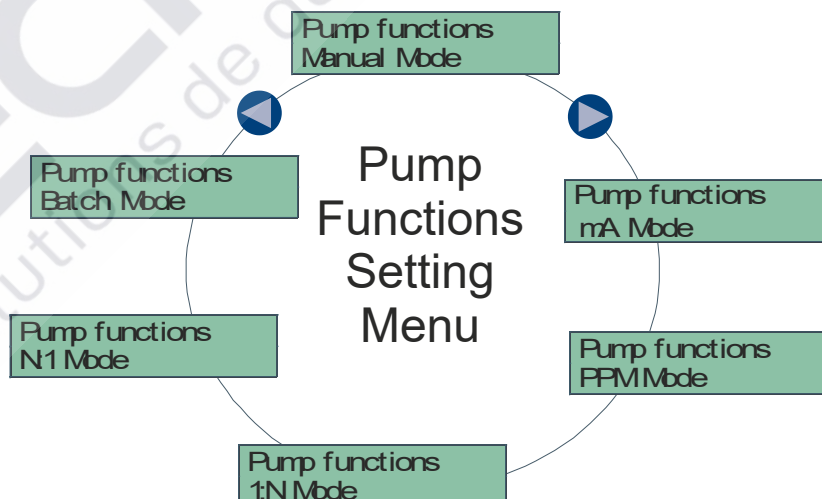 Pump functions
Manual Mode
Pump functions
Batch Mode
Pump
Functions
Setting
Menu
Pump functions
mA Mode
Pump functions
N:1 Mode
Pump functions
PPM Mode
Pump functions
1:N Mode